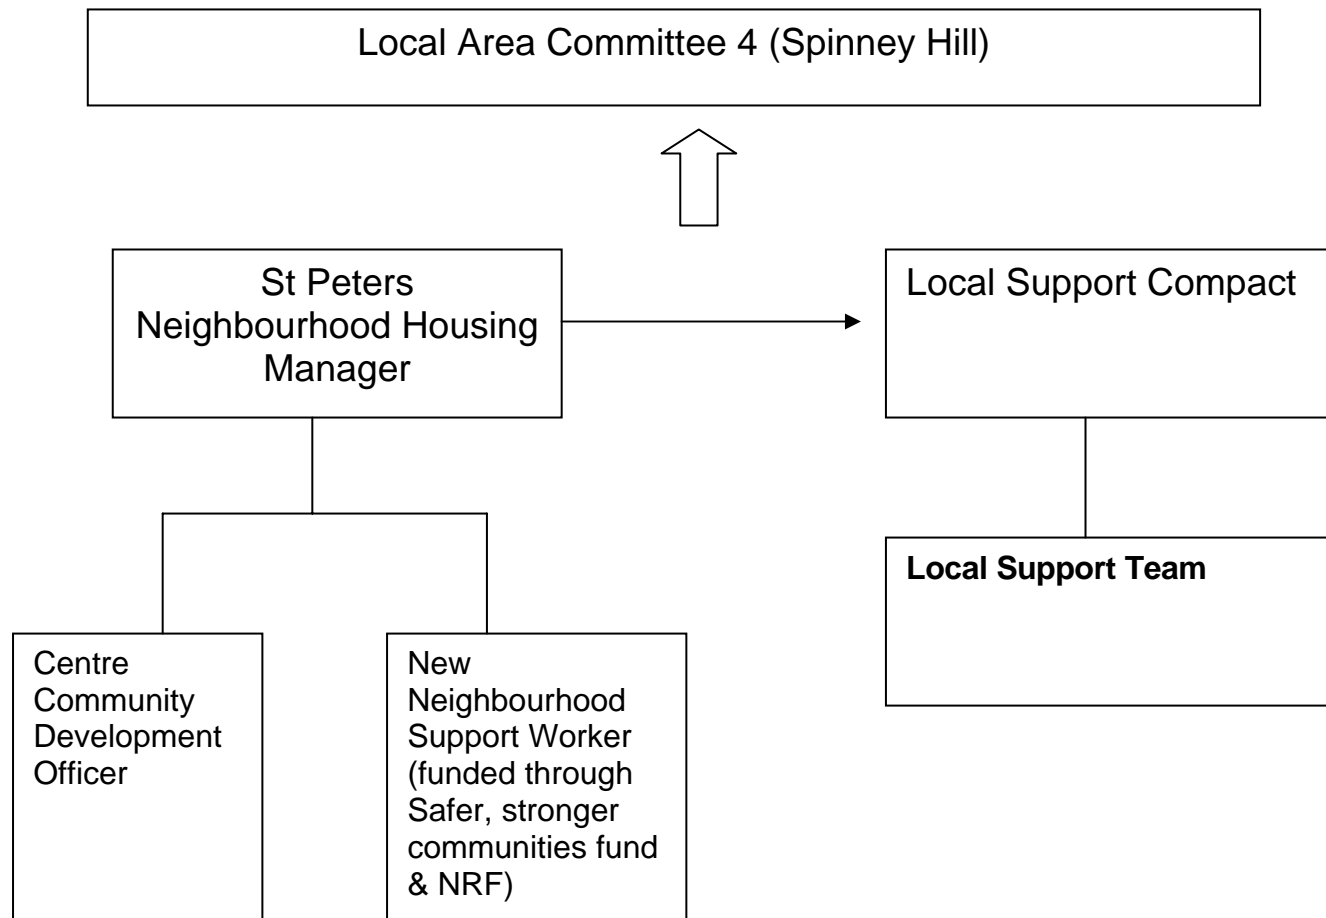 Local Area Committee 4 (Spinney Hill)
St Peters
Neighbourhood Housing
Manager
Local Support Compact
Local Support Team
Centre
Community
Development
Officer
New
Neighbourhood
Support Worker
(funded through
Safer, stronger
communities fund
& NRF)